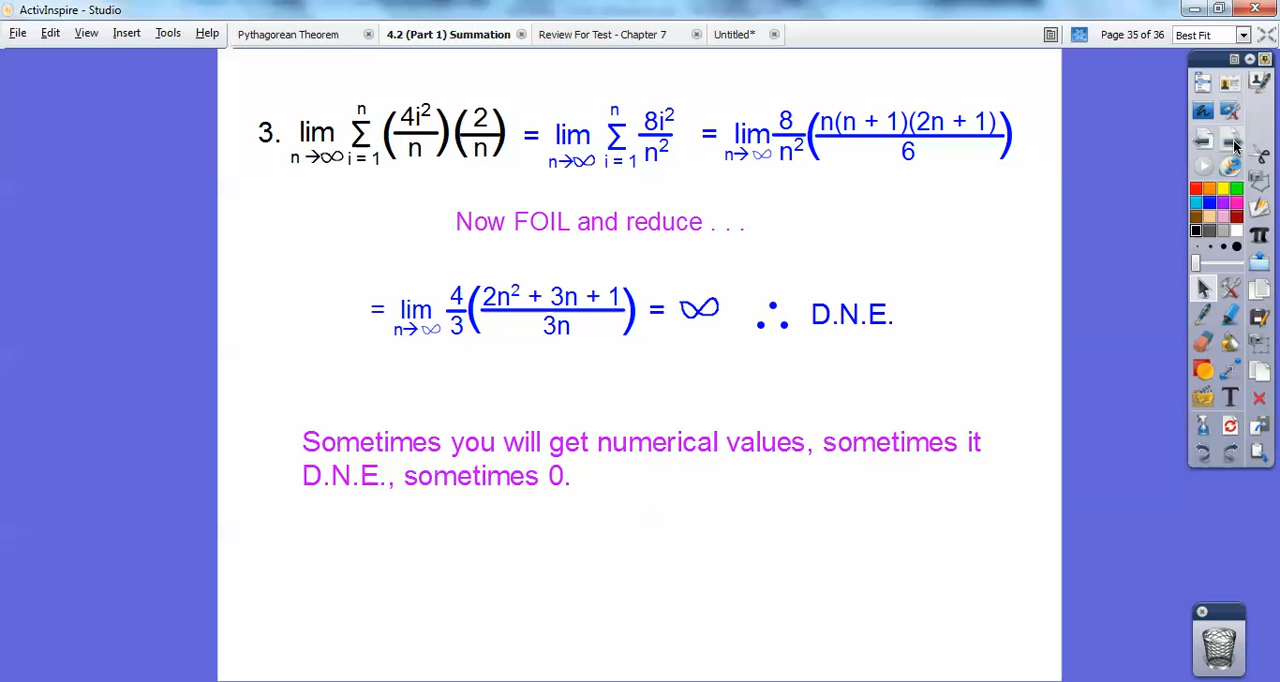 ActivInspire - Studio
File Edit View Insert Tools Help Pythagorean Theorem 4.2 (Part 1) Summation Review For Test - Chapter 7 Untitled* Page 35 of 36 Best Fit
3. lim n→∞ n Σ i = 1 (4i²/n)(2/n) = lim n→∞ n Σ i = 1 8i²/n² = lim n→∞ 8/n² (n(n + 1)(2n + 1)/6)
Now FOIL and reduce . . .
= lim n→∞ 4/3 (2n² + 3n + 1/3n) = ∞ ∴ D.N.E.
Sometimes you will get numerical values, sometimes it
D.N.E., sometimes 0.